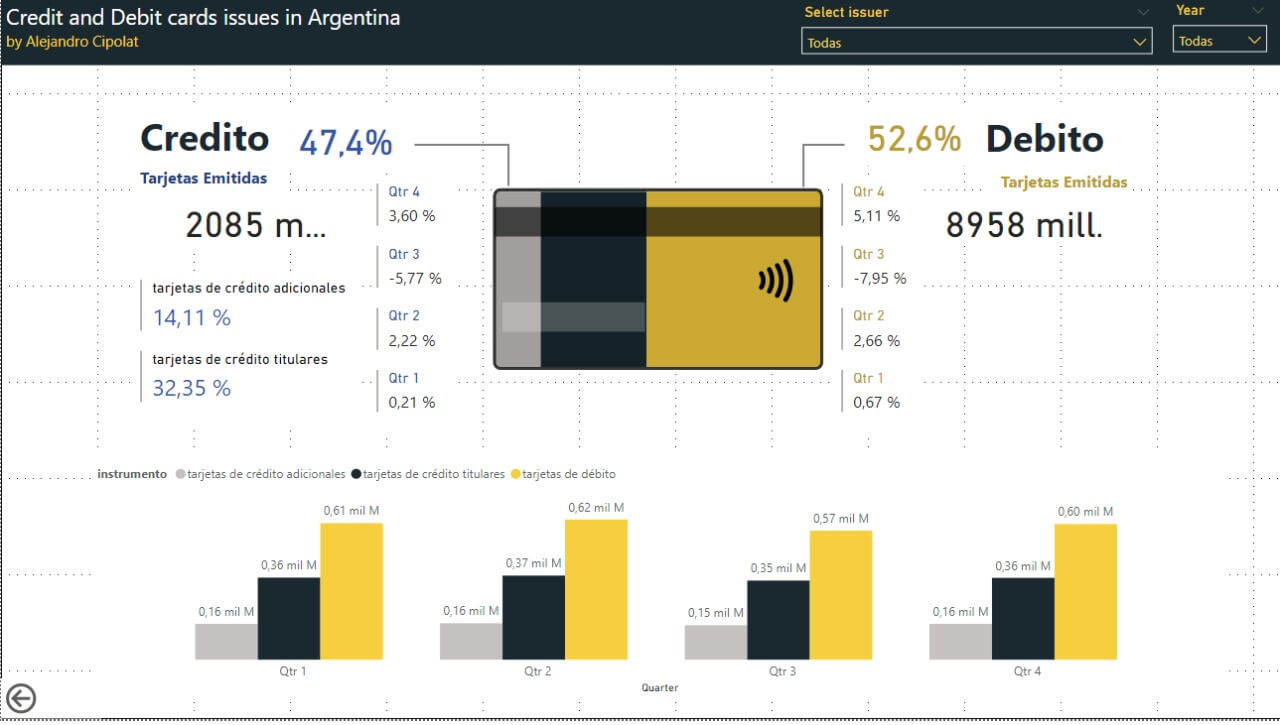 Credit and Debit cards issues in Argentina
by Alejandro Cipolat
Select issuer
Todas
Year
Todas
Credito
47,4%
Tarjetas Emitidas
2085 m...
tarjetas de crédito adicionales
14,11 %
tarjetas de crédito titulares
32,35 %
Qtr 4
3,60 %
Qtr 3
-5,77 %
Qtr 2
2,22 %
Qtr 1
0,21 %
52,6%
Debito
Tarjetas Emitidas
8958 mill.
Qtr 4
5,11 %
Qtr 3
-7,95 %
Qtr 2
2,66 %
Qtr 1
0,67 %
instrumento tarjetas de crédito adicionales tarjetas de crédito titulares tarjetas de débito
0,16 mil M
0,36 mil M
0,61 mil M
0,16 mil M
0,37 mil M
0,62 mil M
0,15 mil M
0,35 mil M
0,57 mil M
0,16 mil M
0,36 mil M
0,60 mil M
Qtr 1
Qtr 2
Qtr 3
Qtr 4
Quarter